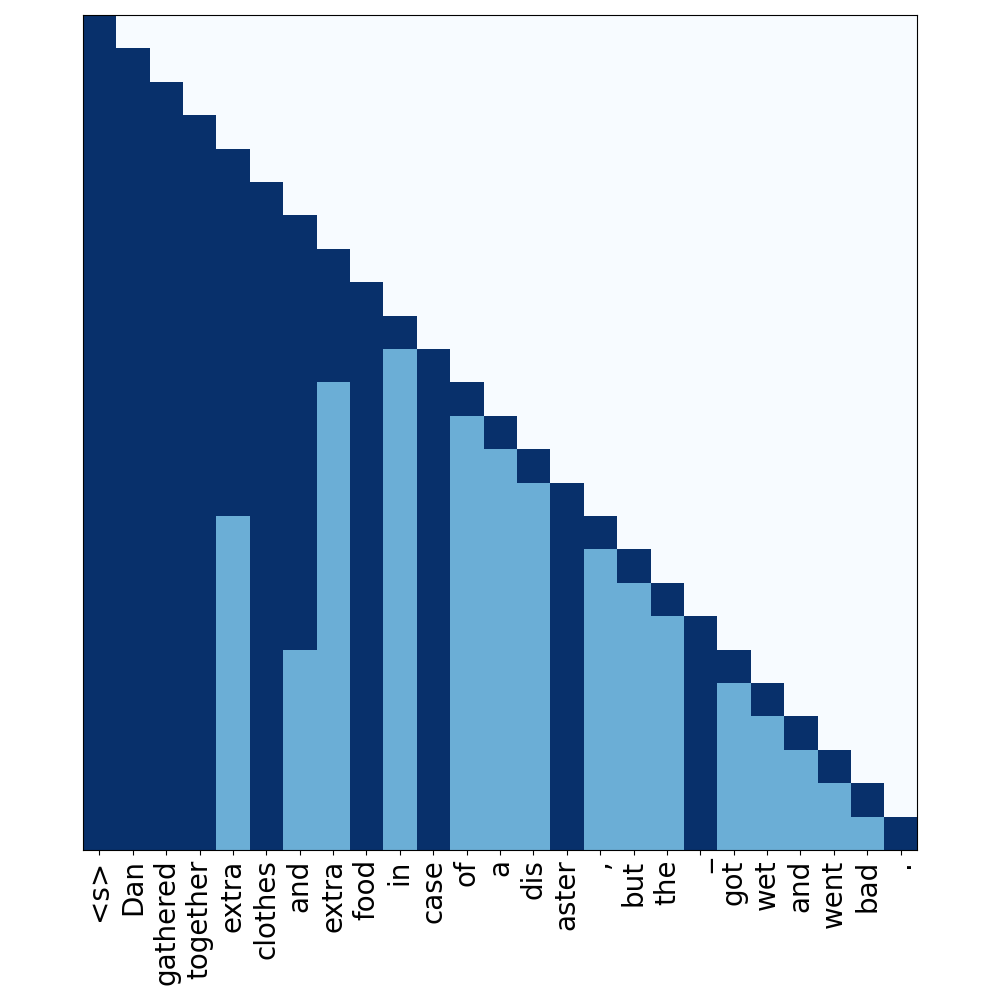 <s> Dan gathered together extra clothes and extra food in case of a dis aster , but the _ got wet and went bad .